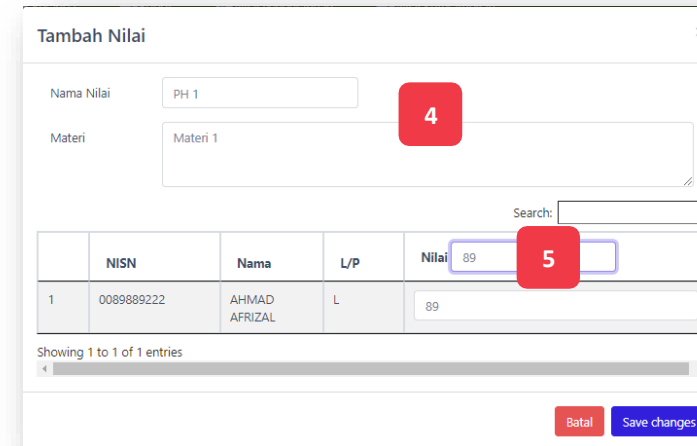 Tambah Nilai
Nama Nilai PH 1
4
Materi Materi 1
Search:
NISN Nama L/P Nilai 89
5
1 0089889222 AHMAD AFRIZAL L 89
Showing 1 to 1 of 1 entries
Batal Save changes